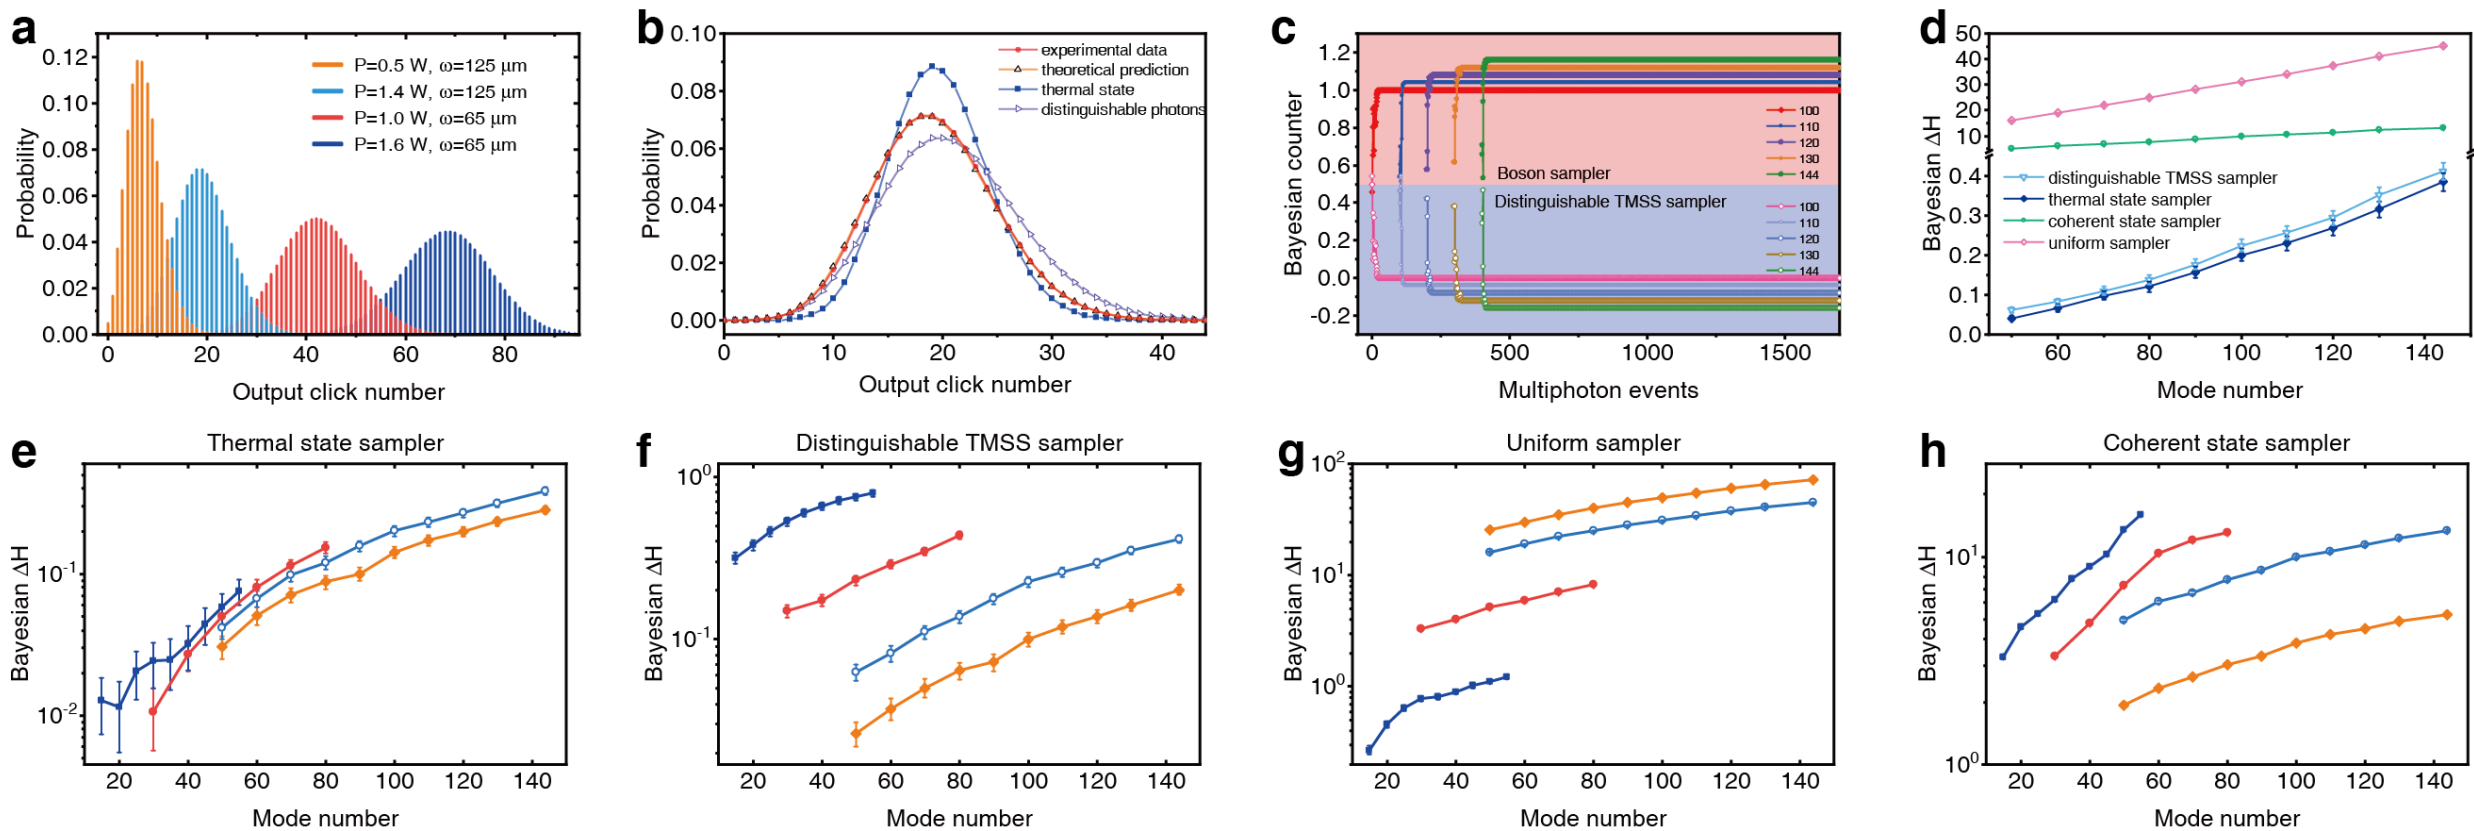 a
0.12
0.10
0.08
0.06
0.04
0.02
0.00
Probability
P=0.5 W, ω=125 μm
P=1.4 W, ω=125 μm
P=1.0 W, ω=65 μm
P=1.6 W, ω=65 μm
0 20 40 60 80
Output click number
b
0.10
0.08
0.06
0.04
0.02
0.00
Probability
experimental data
theoretical prediction
thermal state
distinguishable photons
0 10 20 30 40
Output click number
c
1.2
1.0
0.8
0.6
0.4
0.2
0.0
-0.2
Bayesian counter
100
110
120
130
144
Boson sampler
Distinguishable TMSS sampler
100
110
120
130
144
0 500 1000 1500
Multiphoton events
d
50
40
30
20
10
0.4
0.3
0.2
0.1
0.0
Bayesian ΔH
distinguishable TMSS sampler
thermal state sampler
coherent state sampler
uniform sampler
60 80 100 120 140
Mode number
e
Thermal state sampler
10⁻¹
10⁻²
Bayesian ΔH
20 40 60 80 100 120 140
Mode number
f
Distinguishable TMSS sampler
10⁰
10⁻¹
Bayesian ΔH
20 40 60 80 100 120 140
Mode number
g
Uniform sampler
10²
10¹
10⁰
Bayesian ΔH
20 40 60 80 100 120 140
Mode number
h
Coherent state sampler
10¹
10⁰
Bayesian ΔH
20 40 60 80 100 120 140
Mode number